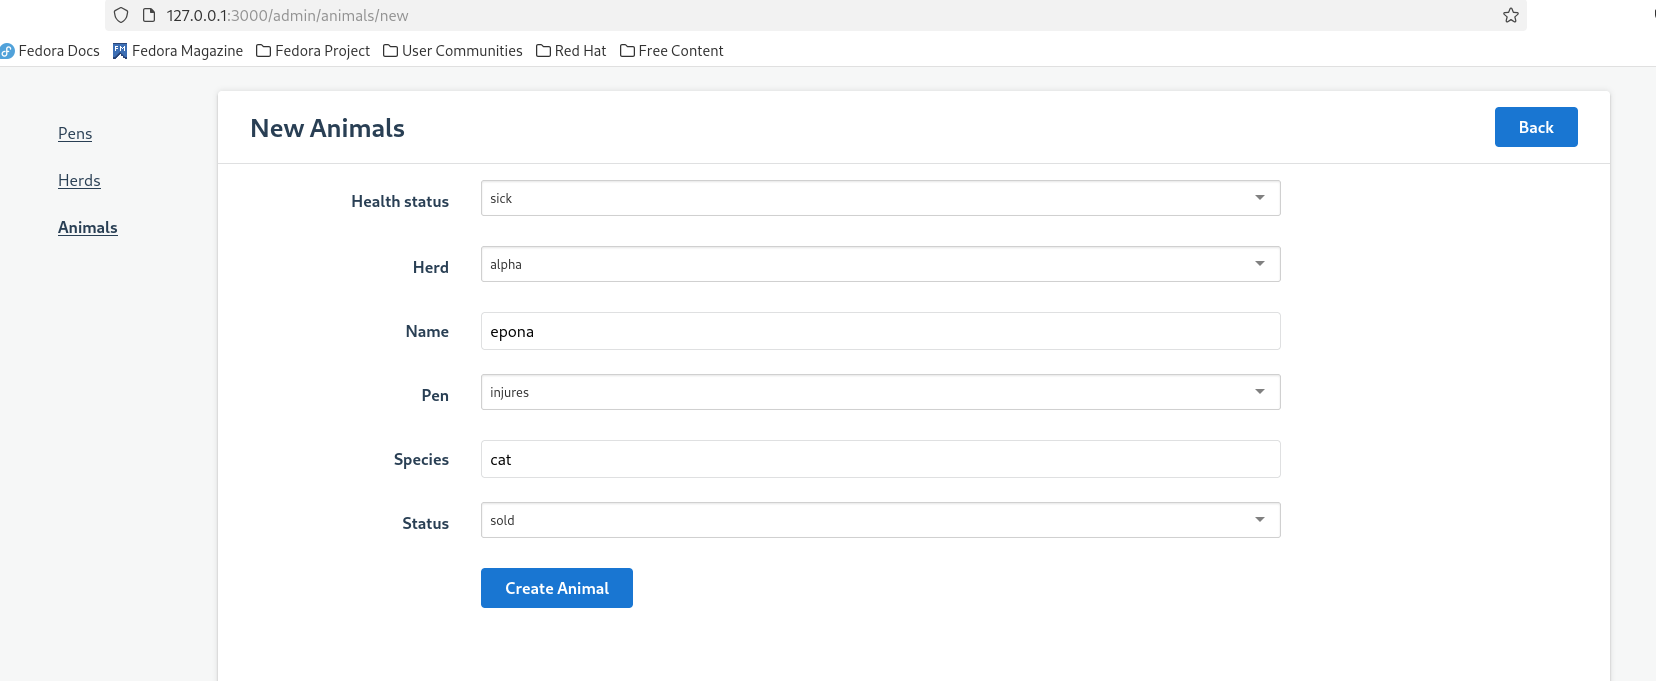 127.0.0.1:3000/admin/animals/new
Fedora Docs FM Fedora Magazine Fedora Project User Communities Red Hat Free Content
Pens
Herds
Animals
New Animals Back
Health status sick
Herd alpha
Name epona
Pen injures
Species cat
Status sold
Create Animal